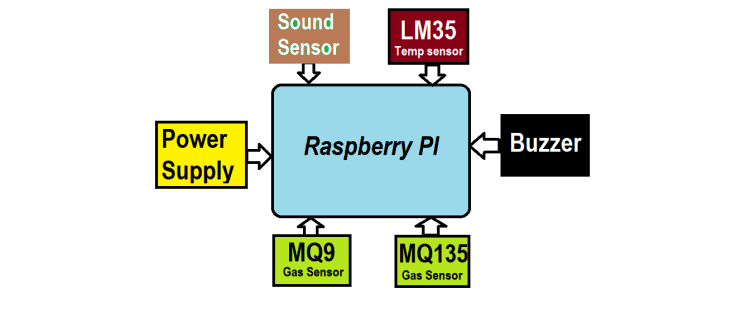 Sound
Sensor
LM35
Temp sensor
Power
Supply
Raspberry PI
Buzzer
MQ9
Gas Sensor
MQ135
Gas Sensor